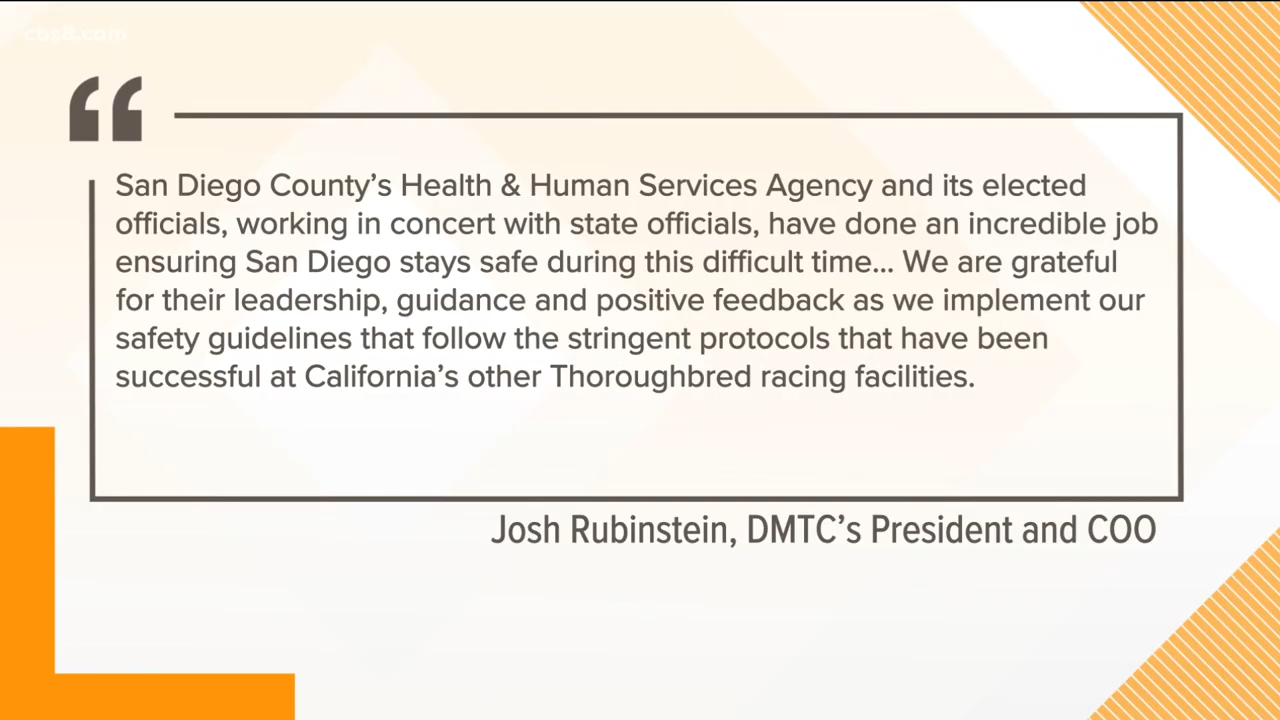 cbs8.com
“
San Diego County’s Health & Human Services Agency and its elected
officials, working in concert with state officials, have done an incredible job
ensuring San Diego stays safe during this difficult time... We are grateful
for their leadership, guidance and positive feedback as we implement our
safety guidelines that follow the stringent protocols that have been
successful at California’s other Thoroughbred racing facilities.
Josh Rubinstein, DMTC’s President and COO